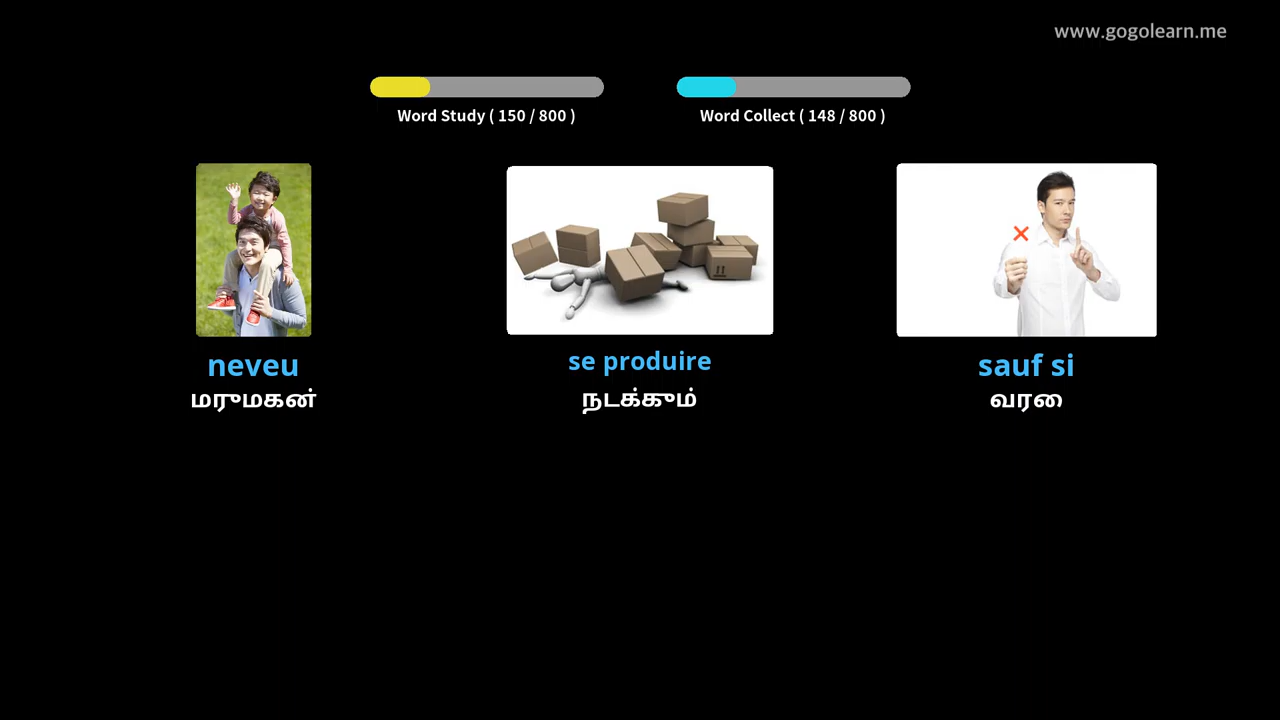 www.gogolearn.me
Word Study ( 150 / 800 )
Word Collect ( 148 / 800 )
neveu
மருமகன்
se produire
நடக்கும்
sauf si
வரை